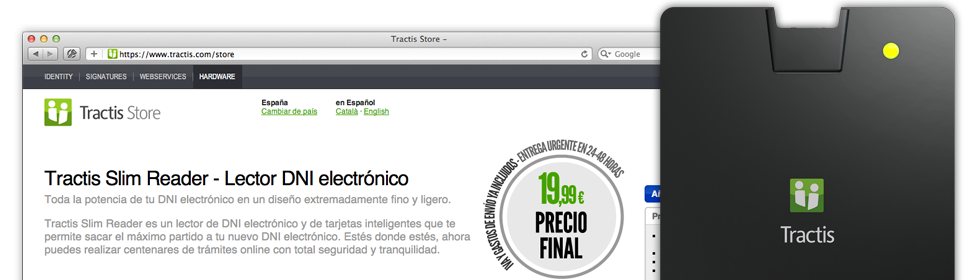 Tractis Store –
https://www.tractis.com/store
Google
IDENTITY SIGNATURES WEBSERVICES HARDWARE
Tractis Store
España
Cambiar de país
en Español
Català · English
Tractis Slim Reader - Lector DNI electrónico
Toda la potencia de tu DNI electrónico en un diseño extremadamente fino y ligero.
Tractis Slim Reader es un lector de DNI electrónico y de tarjetas inteligentes que te
permite sacar el máximo partido a tu nuevo DNI electrónico. Estés donde estés, ahora
puedes realizar centenares de trámites online con total seguridad y tranquilidad.
IVA Y GASTOS DE ENVÍO YA INCLUIDOS - ENTREGA URGENTE EN 24-48 HORAS
19,99 €
PRECIO
FINAL
Tractis